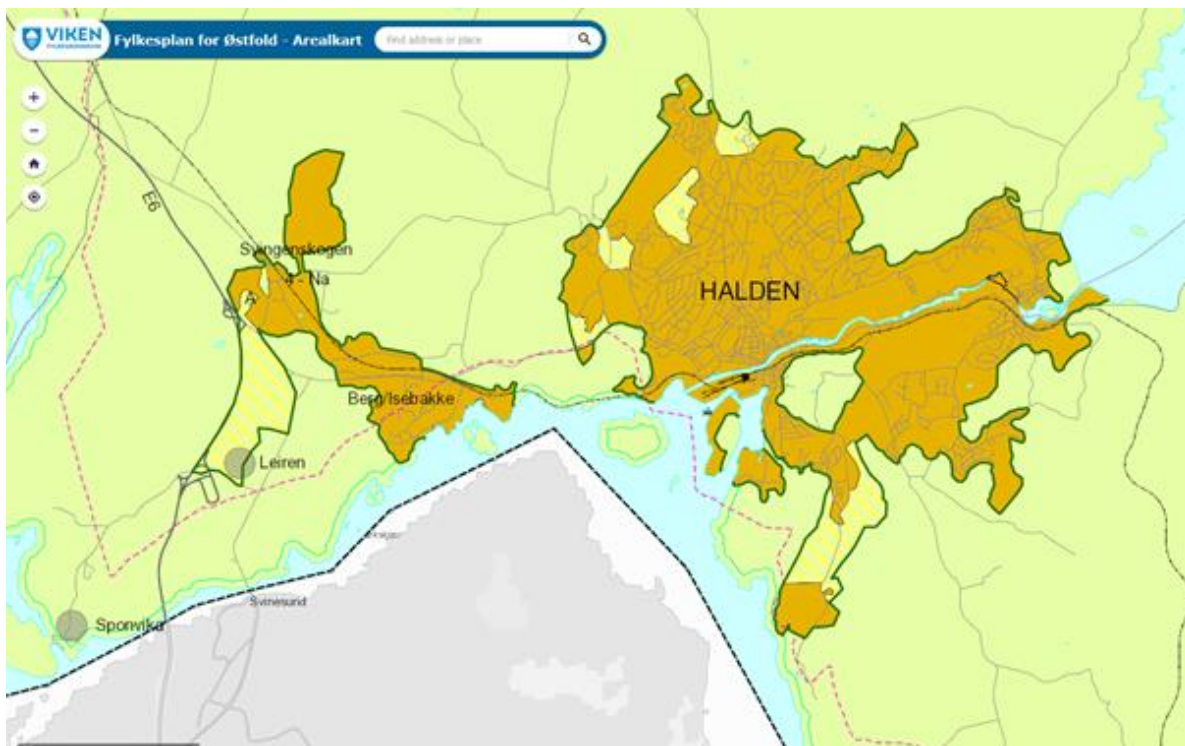 VIKEN
FYLKESKOMMUNE
Fylkesplan for Østfold - Arealkart
Find address or place
E6
Svingenskogen
4 - Na
HALDEN
Berg/Isebakke
Leiren
Svinesund
Sponvika